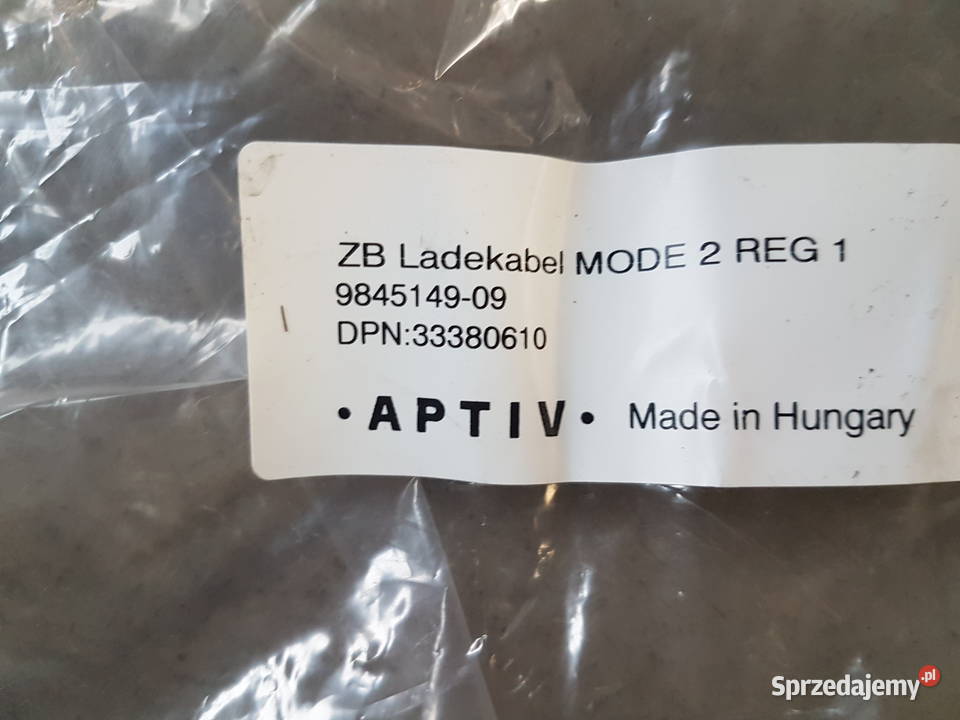 ZB Ladekabel MODE 2 REG 1
9845149-09
DPN:33380610
• APTIV • Made in Hungary
Sprzedajemy.pl